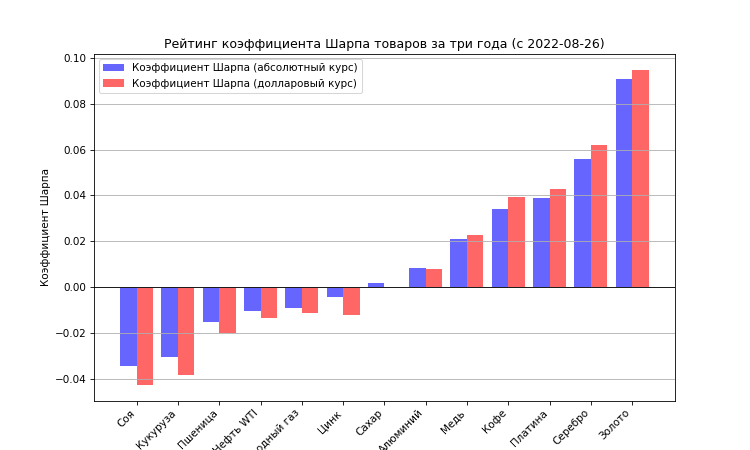 Рейтинг коэффициента Шарпа товаров за три года (с 2022-08-26)
Коэффициент Шарпа (абсолютный курс)
Коэффициент Шарпа (долларовый курс)
Коэффициент Шарпа
0.10
0.08
0.06
0.04
0.02
0.00
−0.02
−0.04
Соя
Кукуруза
Пшеница
Нефть WTI
одный газ
Цинк
Сахар
Алюминий
Медь
Кофе
Платина
Серебро
Золото